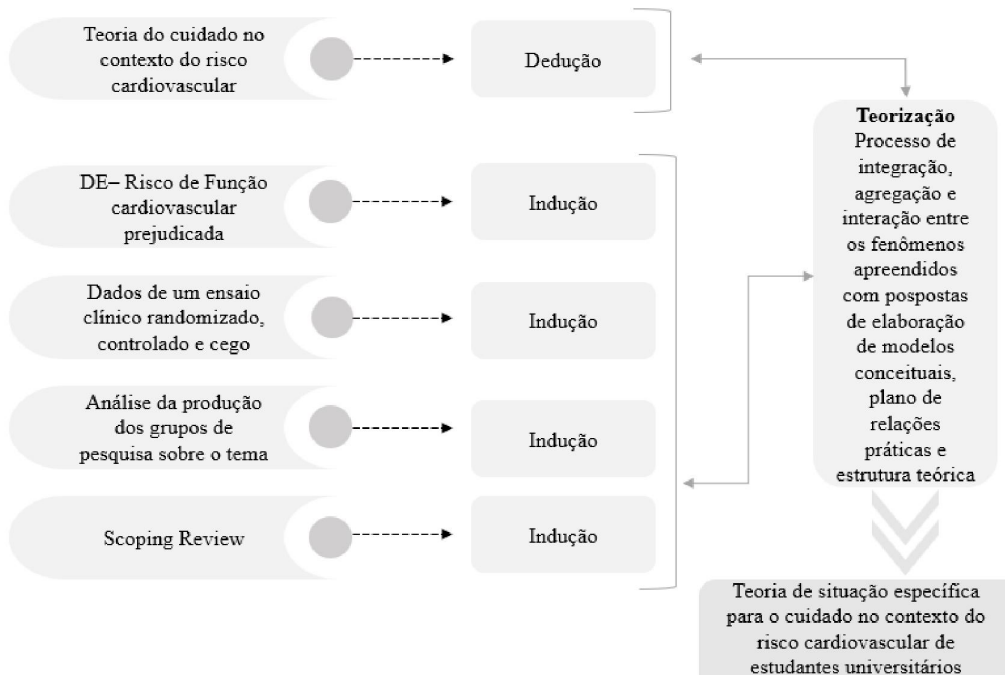 Teoria do cuidado no
contexto do risco
cardiovascular
Dedução
DE– Risco de Função
cardiovascular
prejudicada
Indução
Dados de um ensaio
clínico randomizado,
controlado e cego
Indução
Análise da produção
dos grupos de
pesquisa sobre o tema
Indução
Scoping Review
Indução
Teorização
Processo de
integração,
agregação e
interação entre
os fenômenos
apreendidos
com pospostas
de elaboração
de modelos
conceituais,
plano de
relações
práticas e
estrutura teórica
Teoria de situação específica
para o cuidado no contexto do
risco cardiovascular de
estudantes universitários